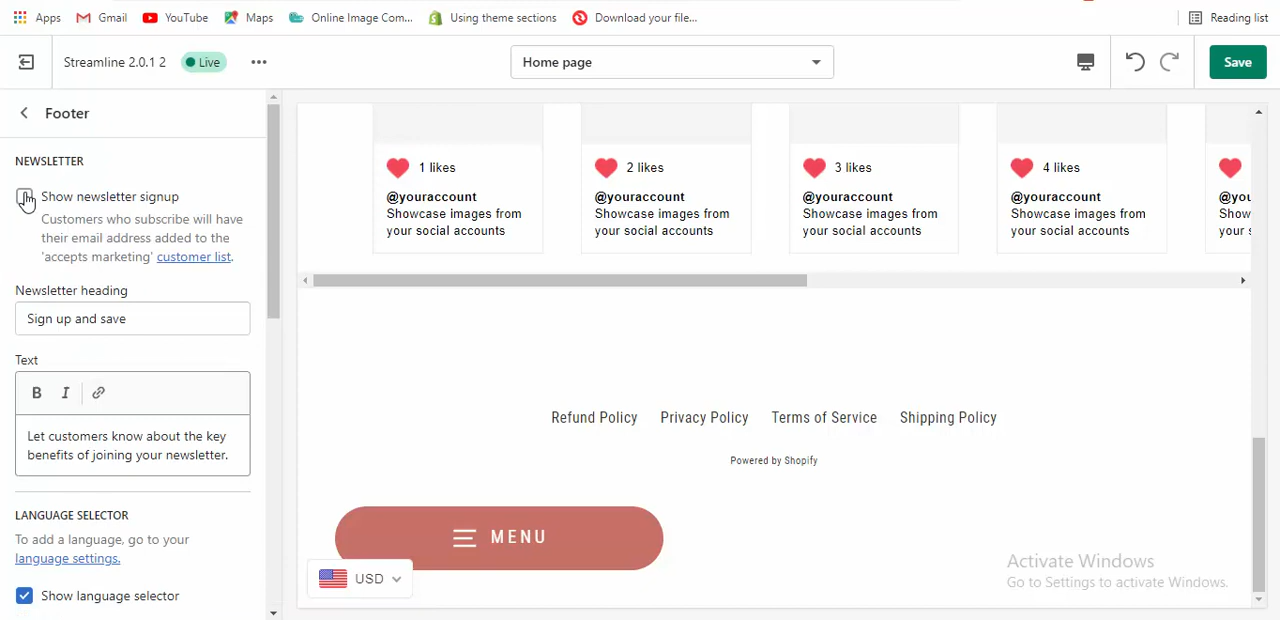 Apps Gmail YouTube Maps Online Image Com... Using theme sections Download your file... Reading list
Streamline 2.0.1 2 Live ••• Home page Save
Footer
NEWSLETTER
Show newsletter signup
Customers who subscribe will have
their email address added to the
'accepts marketing' customer list.
Newsletter heading
Sign up and save
Text
B I
Let customers know about the key
benefits of joining your newsletter.
LANGUAGE SELECTOR
To add a language, go to your
language settings.
Show language selector
1 likes
@youraccount
Showcase images from
your social accounts
2 likes
@youraccount
Showcase images from
your social accounts
3 likes
@youraccount
Showcase images from
your social accounts
4 likes
@youraccount
Showcase images from
your social accounts
@you
Show
your s
Refund Policy Privacy Policy Terms of Service Shipping Policy
Powered by Shopify
MENU
USD
Activate Windows
Go to Settings to activate Windows.